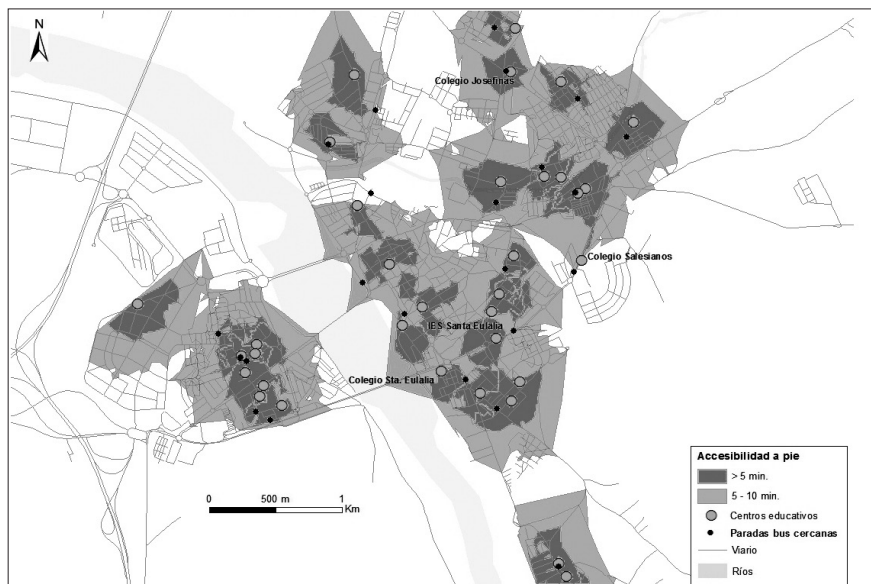 N
Colegio Josefinas
Colegio Salesianos
IES Santa Eulalia
Colegio Sta. Eulalia
0 500 m 1
Km
Accesibilidad a pie
> 5 min.
5 - 10 min.
Centros educativos
Paradas bus cercanas
Viario
Ríos